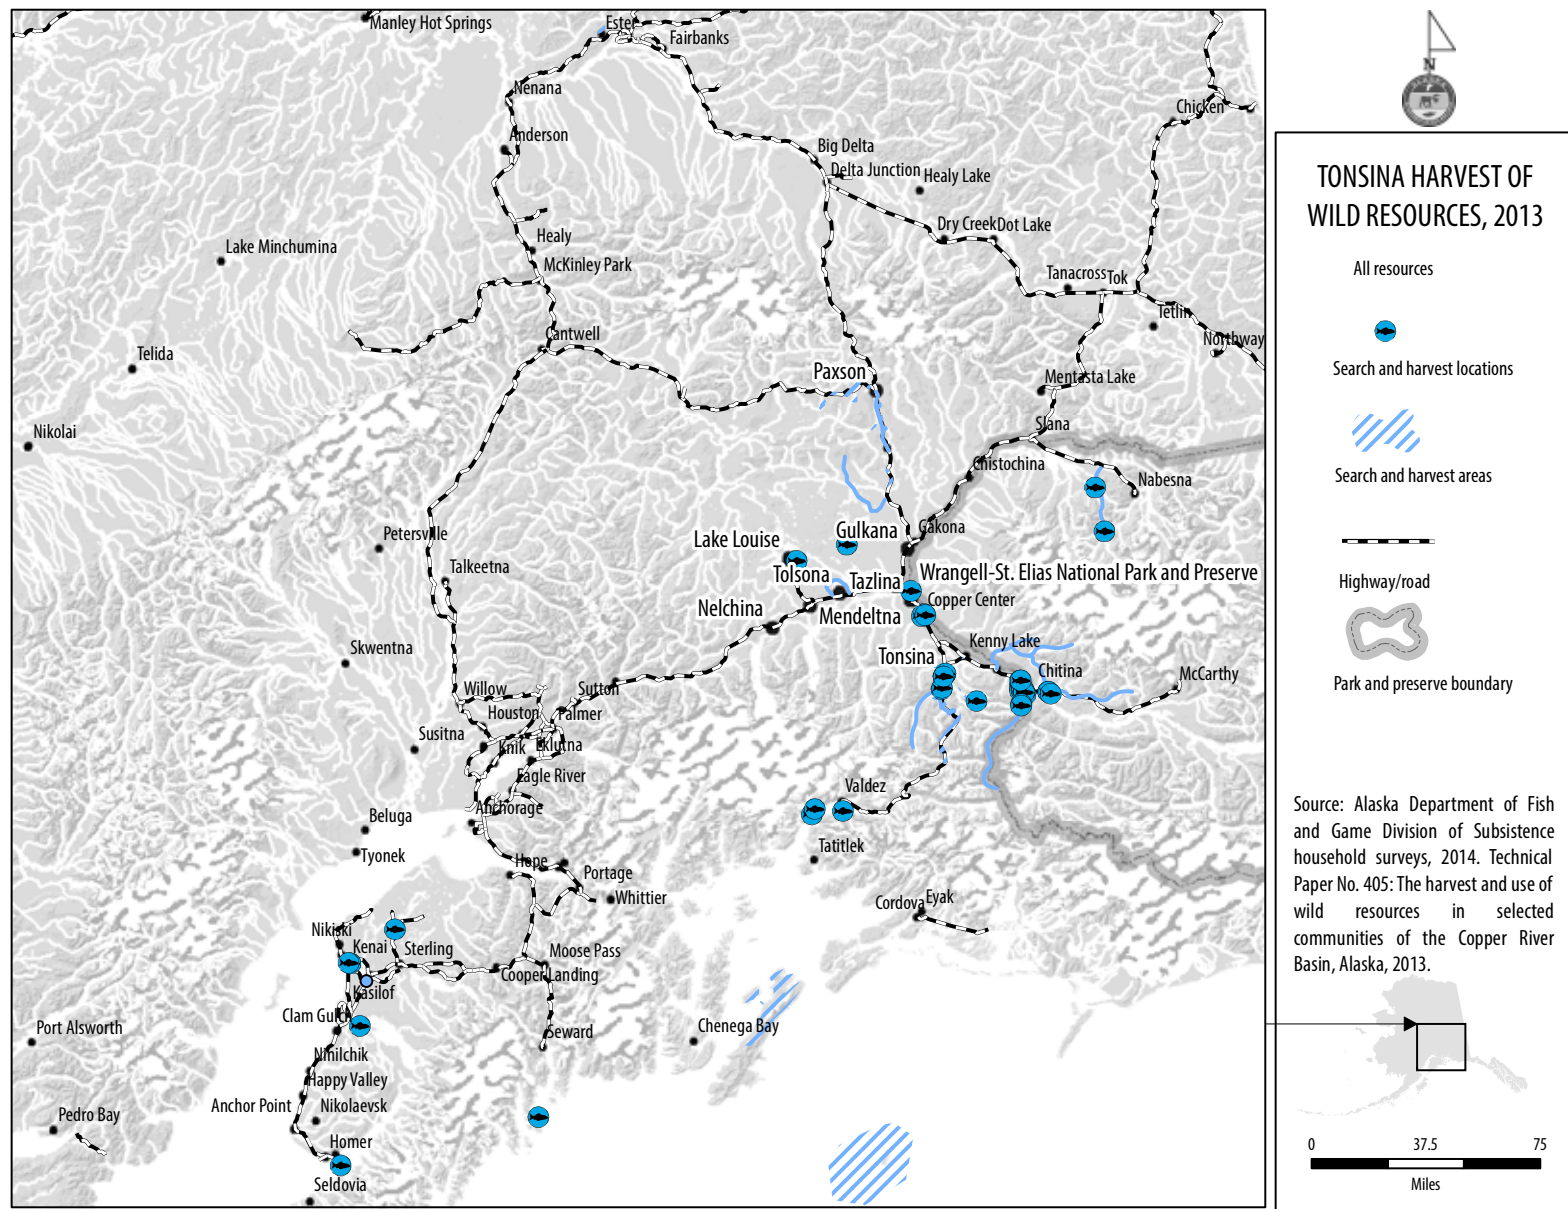 Manley Hot Springs
Ester
Fairbanks
Nenana
Chicken
Anderson
Big Delta
Delta Junction
Healy Lake
Dry Creek
Dot Lake
Healy
Lake Minchumina
McKinley Park
Tanacross
Tok
Tetlin
Cantwell
Northway
Telida
Paxson
Mentasta Lake
Nikolai
Slana
Chistochina
Nabesna
Petersville
Gulkana
Gakona
Lake Louise
Talkeetna
Tolsona
Tazlina
Wrangell-St. Elias National Park and Preserve
Copper Center
Nelchina
Mendeltna
Kenny Lake
Skwentna
Tonsina
Chitina
McCarthy
Willow
Sutton
Houston
Palmer
Susitna
Knik
Eklutna
Eagle River
Valdez
Anchorage
Beluga
Tatitlek
Tyonek
Hope
Portage
Whittier
Cordova
Eyak
Nikiski
Kenai
Sterling
Moose Pass
Cooper Landing
Kasilof
Clam Gulch
Seward
Chenega Bay
Port Alsworth
Ninilchik
Happy Valley
Anchor Point
Nikolaevsk
Pedro Bay
Homer
Seldovia
N
TONSINA HARVEST OF
WILD RESOURCES, 2013
All resources
Search and harvest locations
Search and harvest areas
Highway/road
Park and preserve boundary
Source: Alaska Department of Fish
and Game Division of Subsistence
household surveys, 2014. Technical
Paper No. 405: The harvest and use of
wild resources in selected
communities of the Copper River
Basin, Alaska, 2013.
0 37.5 75
Miles